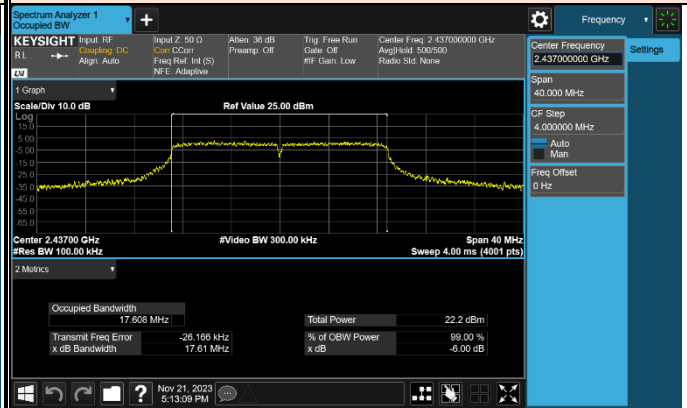 Spectrum Analyzer 1
Occupied BW
Frequency
KEYSIGHT
R L
LXI
Input: RF
Coupling: DC
Align: Auto
Input Z: 50 Ω
Corr CCorr
Freq Ref: Int (S)
NFE: Adaptive
Atten: 36 dB
Preamp: Off
Trig: Free Run
Gate: Off
#IF Gain: Low
Center Freq: 2.437000000 GHz
Avg|Hold: 500/500
Radio Std: None
Center Frequency
2.437000000 GHz
Settings
Span
40.000 MHz
CF Step
4.000000 MHz
Auto
Man
Freq Offset
0 Hz
1 Graph
Scale/Div 10.0 dB
Ref Value 25.00 dBm
Log
15.0
5.00
-5.00
-15.0
-25.0
-35.0
-45.0
-55.0
-65.0
Center 2.43700 GHz
#Video BW 300.00 kHz
Span 40 MHz
#Res BW 100.00 kHz
Sweep 4.00 ms (4001 pts)
2 Metrics
Occupied Bandwidth
17.608 MHz
Total Power 22.2 dBm
Transmit Freq Error -26.166 kHz
% of OBW Power 99.00 %
x dB Bandwidth 17.61 MHz
x dB -6.00 dB
Nov 21, 2023
5:13:09 PM